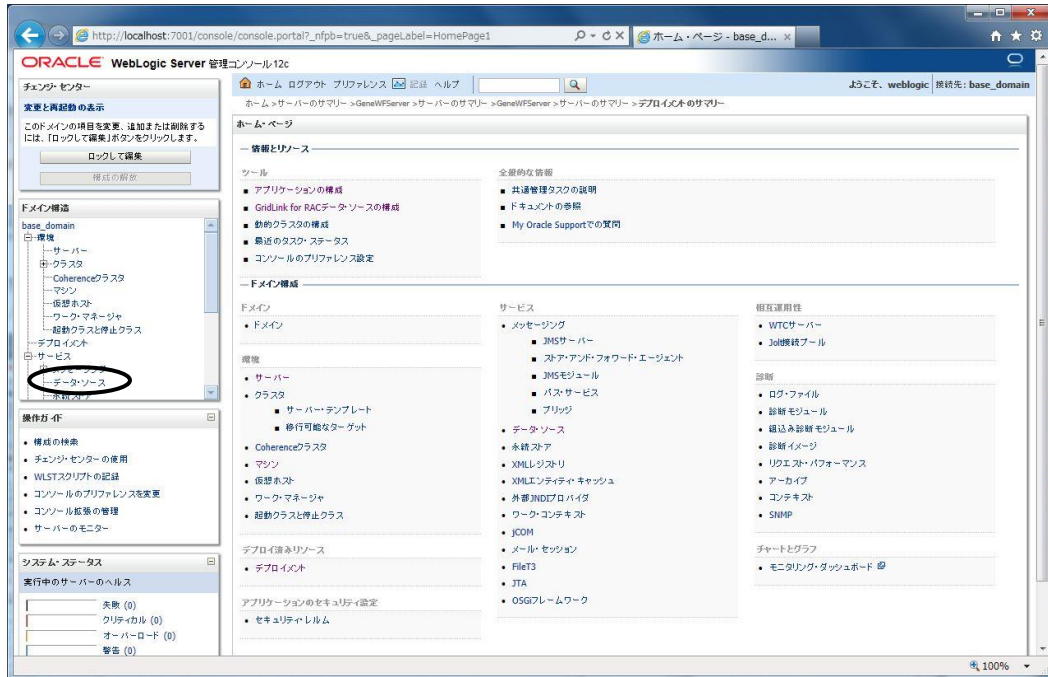 http://localhost:7001/console/console.portal?_nfpb=true&_pageLabel=HomePage1
ホーム・ページ - base_d...
ORACLE WebLogic Server 管理コンソール12c
チェンジ・センター
変更と再起動の表示
このドメインの項目を変更、追加または削除する
には、「ロックして編集」ボタンをクリックします。
ロックして編集
構成の解放
ドメイン構造
base_domain
環境
サーバー
クラスタ
Coherenceクラスタ
マシン
仮想ホスト
ワーク・マネージャ
起動クラスと停止クラス
デプロイメント
サービス
データ・ソース
操作ガイド
構成の検索
チェンジ・センターの使用
WLSTスクリプトの記録
コンソールのプリファレンスを変更
コンソール拡張の管理
サーバーのモニター
システム・ステータス
実行中のサーバーのヘルス
失敗 (0)
クリティカル (0)
オーバーロード (0)
警告 (0)
ホーム ログアウト プリファレンス 記録 ヘルプ
ようこそ、weblogic 接続先: base_domain
ホーム >サーバーのサマリー >GeneWFServer >サーバーのサマリー >GeneWFServer >サーバーのサマリー >デプロイメントのサマリー
ホーム・ページ
情報とリソース
ツール
アプリケーションの構成
GridLink for RACデータ・ソースの構成
動的クラスタの構成
最近のタスク・ステータス
コンソールのプリファレンス設定
全般的な情報
共通管理タスクの説明
ドキュメントの参照
My Oracle Supportでの質問
ドメイン構成
ドメイン
ドメイン
環境
サーバー
クラスタ
サーバー・テンプレート
移行可能なターゲット
Coherenceクラスタ
マシン
仮想ホスト
ワーク・マネージャ
起動クラスと停止クラス
デプロイ済みリソース
デプロイメント
アプリケーションのセキュリティ設定
セキュリティ・レルム
サービス
メッセージング
JMSサーバー
ストア・アンド・フォワード・エージェント
JMSモジュール
パス・サービス
ブリッジ
データ・ソース
永続ストア
XMLレジストリ
XMLエンティティ・キャッシュ
外部JNDIプロバイダ
ワーク・コンテキスト
jCOM
メール・セッション
FileT3
JTA
OSGiフレームワーク
相互運用性
WTCサーバー
Jolt接続プール
診断
ログ・ファイル
診断モジュール
組込み診断モジュール
診断イメージ
リクエスト・パフォーマンス
アーカイブ
コンテキスト
SNMP
チャートとグラフ
モニタリング・ダッシュボード
100%